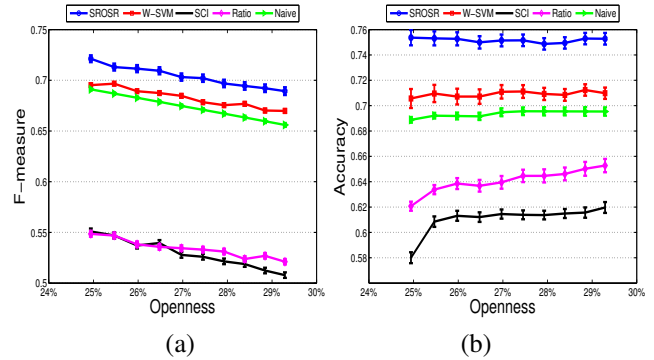 SROSR W-SVM SCI Ratio Naive
0.75
0.7
0.65
0.6
0.55
0.5
F-measure
24% 25% 26% 27% 28% 29% 30%
Openness
(a)
SROSR W-SVM SCI Ratio Naive
0.76
0.74
0.72
0.7
0.68
0.66
0.64
0.62
0.6
0.58
Accuracy
24% 25% 26% 27% 28% 29% 30%
Openness
(b)